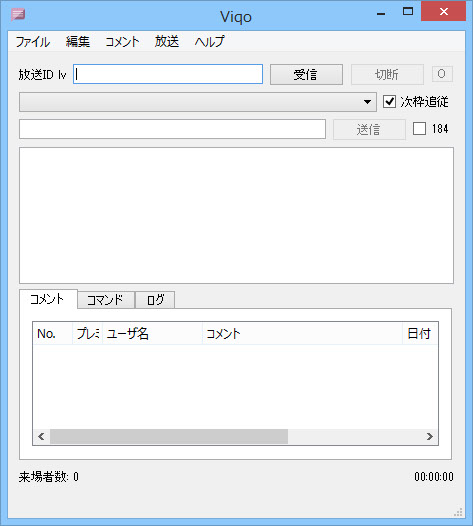 Viqo
ファイル 編集 コメント 放送 ヘルプ
放送ID lv 受信 切断 O
次枠追従
送信 184
コメント コマンド ログ
No. プレミ ユーザ名 コメント 日付
来場者数: 0 00:00:00